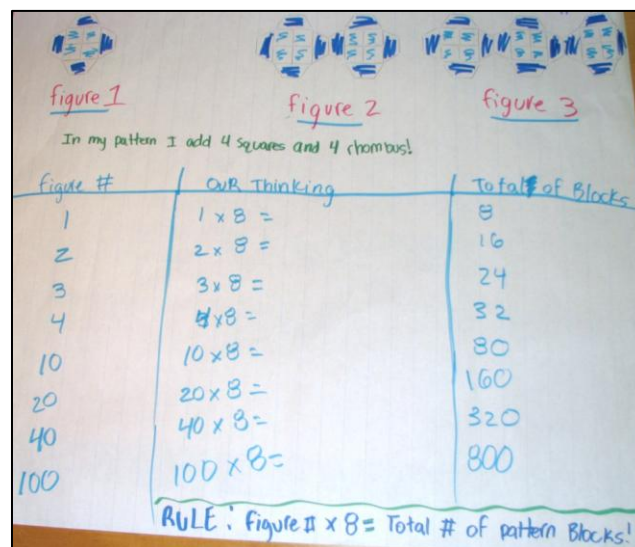 figure 1 figure 2 figure 3
In my pattern I add 4 squares and 4 rhombus!
figure # OUR Thinking Total # of Blocks
1 1 x 8 = 8
2 2 x 8 = 16
3 3 x 8 = 24
4 4 x 8 = 32
10 10 x 8 = 80
20 20 x 8 = 160
40 40 x 8 = 320
100 100 x 8 = 800
RULE: figure # x 8 = Total # of pattern Blocks!